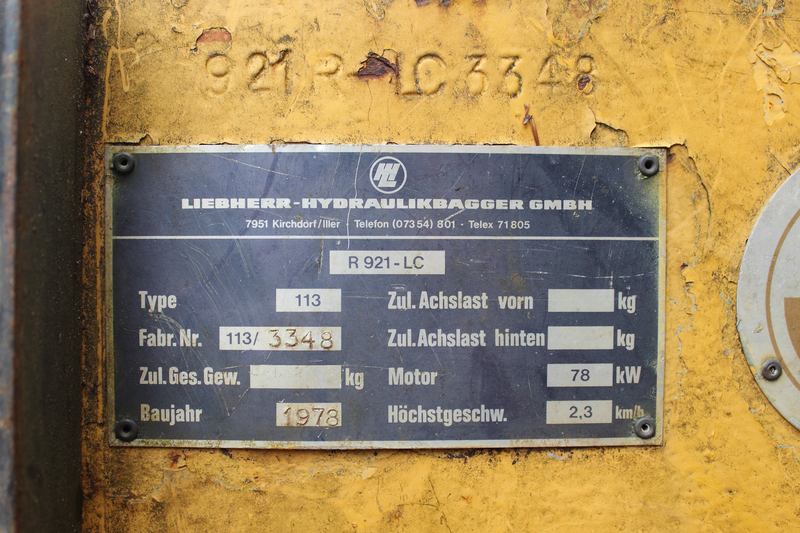 921 R-LC 3348
LIEBHERR-HYDRAULIKBAGGER GMBH
7951 Kirchdorf/Iller · Telefon (07354) 801 · Telex 71805
R 921-LC
Type 113 Zul. Achslast vorn kg
Fabr. Nr. 113/ 3348 Zul. Achslast hinten kg
Zul. Ges. Gew. kg Motor 78 kW
Baujahr 1978 Höchstgeschw. 2,3 km/h